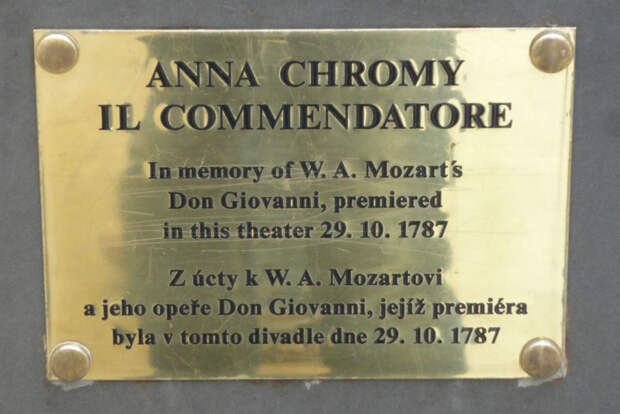 ANNA CHROMY
IL COMMENDATORE
In memory of W. A. Mozart´s
Don Giovanni, premiered
in this theater 29. 10. 1787
Z úcty k W. A. Mozartovi
a jeho opeře Don Giovanni, jejíž premiéra
byla v tomto divadle dne 29. 10. 1787